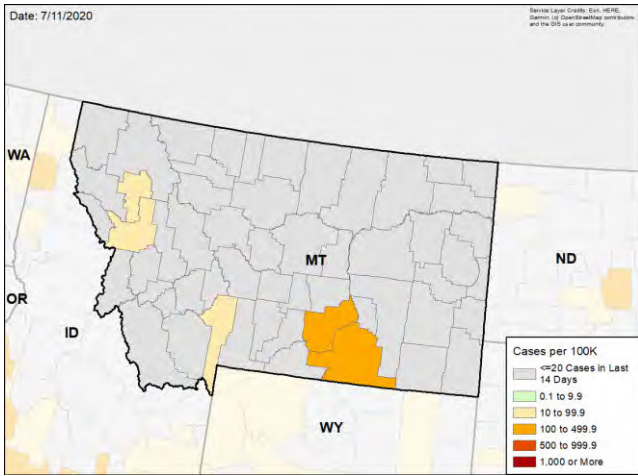 Date: 7/11/2020
Service Layer Credits: Esri, HERE,
Garmin, (c) OpenStreetMap contributors
and the GIS user community
WA
MT
ND
OR
ID
WY
Cases per 100K
<=20 Cases in Last
14 Days
0.1 to 9.9
10 to 99.9
100 to 499.9
500 to 999.9
1,000 or More